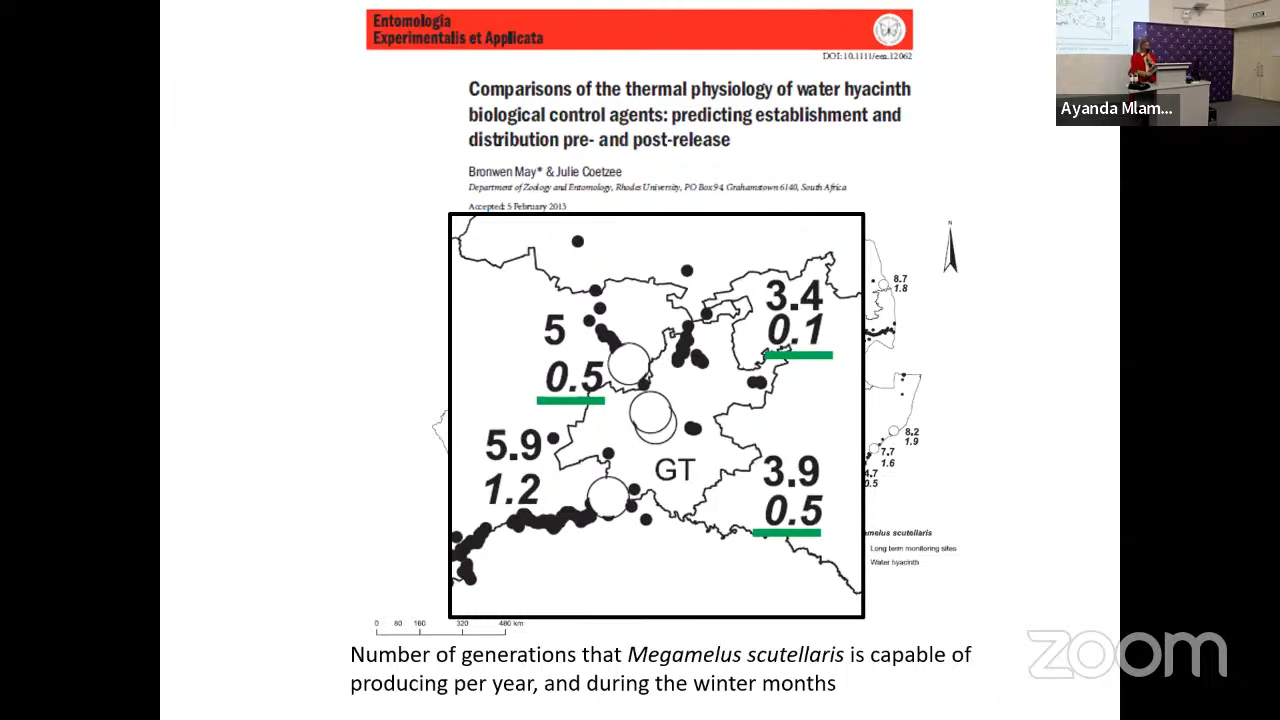 Entomologia
Experimentalis et Applicata
DOI: 10.1111/eea.12062
Comparisons of the thermal physiology of water hyacinth
biological control agents: predicting establishment and
distribution pre- and post-release
Bronwen May* & Julie Coetzee
Department of Zoology and Entomology, Rhodes University, PO Box 94, Grahamstown 6140, South Africa
Accepted: 5 February 2013
Ayanda Mlam...
N
3.4
0.1
5
0.5
5.9
1.2
GT
3.9
0.5
8.7
1.8
8.2
1.9
7.7
1.6
4.7
0.5
melus scutellaris
Long term monitoring sites
Water hyacinth
0 80 160 320 480 km
Number of generations that Megamelus scutellaris is capable of
producing per year, and during the winter months
zoom